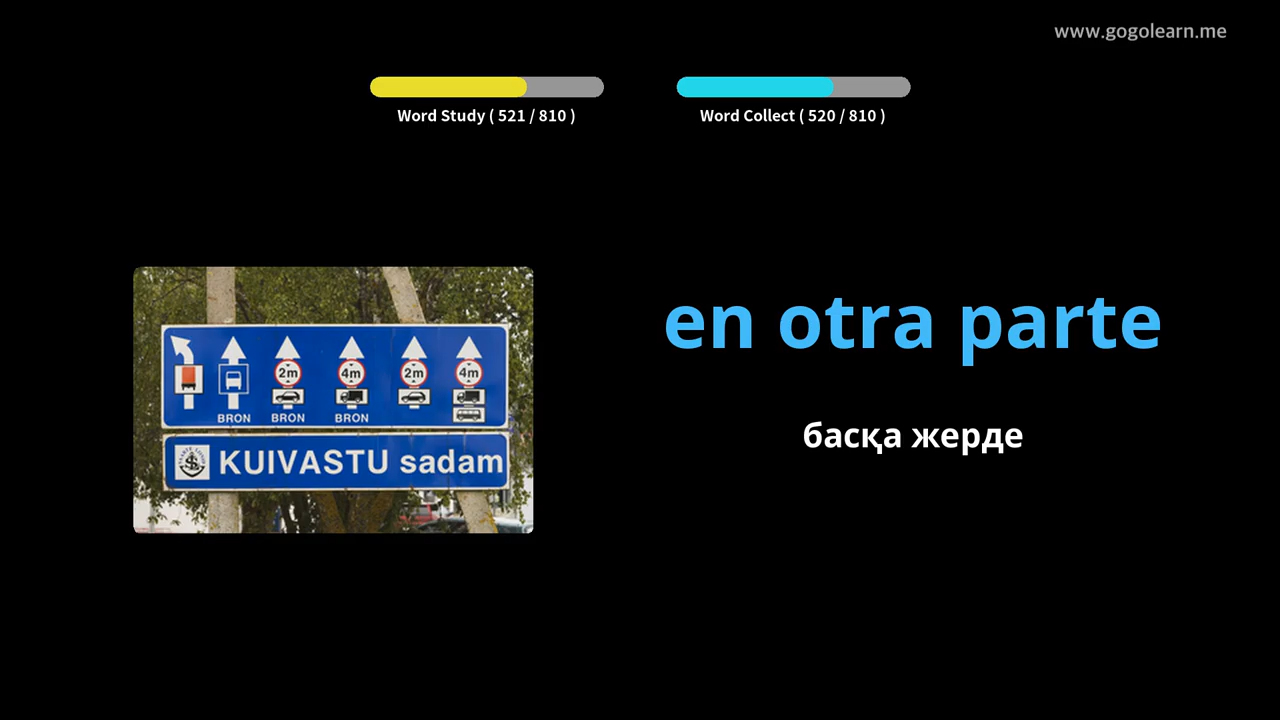 www.gogolearn.me
Word Study ( 521 / 810 )
Word Collect ( 520 / 810 )
en otra parte
басқа жерде
2m 4m 2m 4m
BRON BRON BRON
KUIVASTU sadam